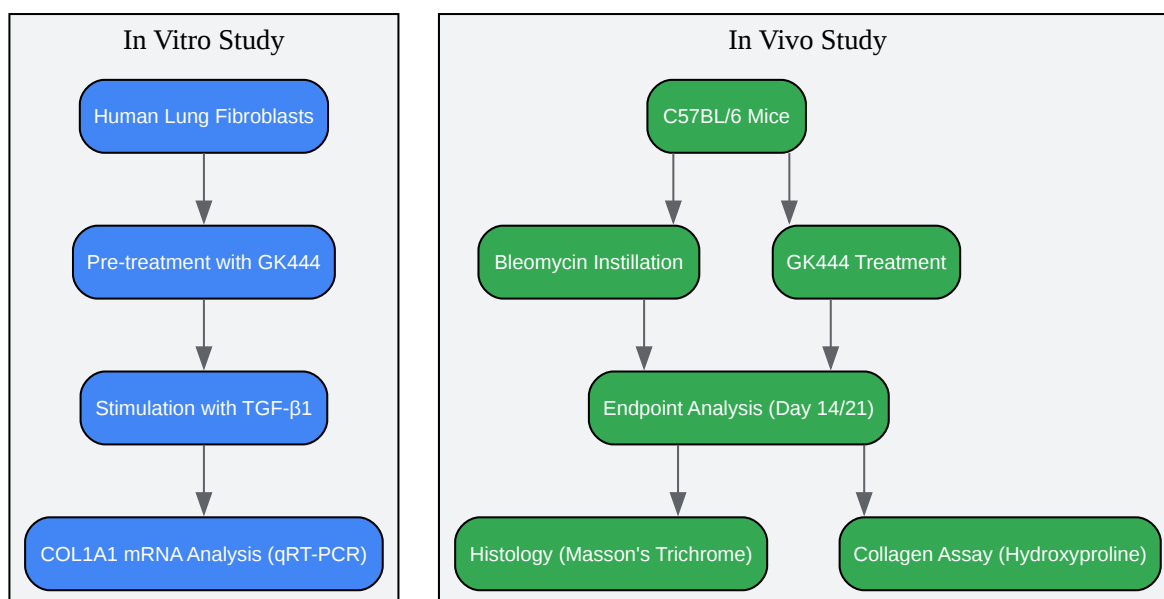 In Vitro Study
Human Lung Fibroblasts
Pre-treatment with GK444
Stimulation with TGF-β1
COL1A1 mRNA Analysis (qRT-PCR)
In Vivo Study
C57BL/6 Mice
Bleomycin Instillation
GK444 Treatment
Endpoint Analysis (Day 14/21)
Histology (Masson's Trichrome)
Collagen Assay (Hydroxyproline)